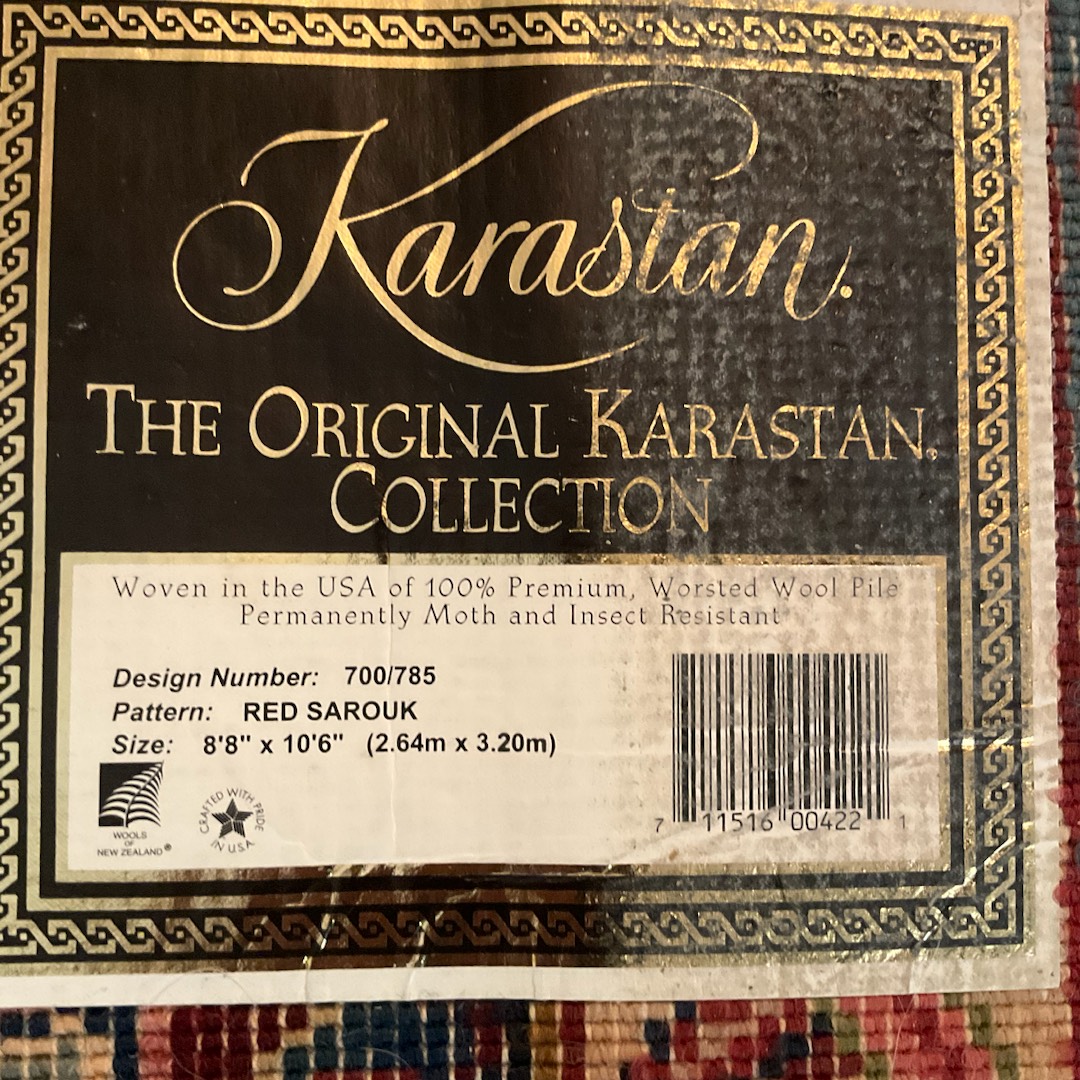 Karastan.
THE ORIGINAL KARASTAN®
COLLECTION
Woven in the USA of 100% Premium, Worsted Wool Pile
Permanently Moth and Insect Resistant
Design Number: 700/785
Pattern: RED SAROUK
Size: 8'8" x 10'6" (2.64m x 3.20m)
WOOLS
OF
NEW ZEALAND®
CRAFTED WITH PRIDE
IN U.S.A.
7 11516 00422 1